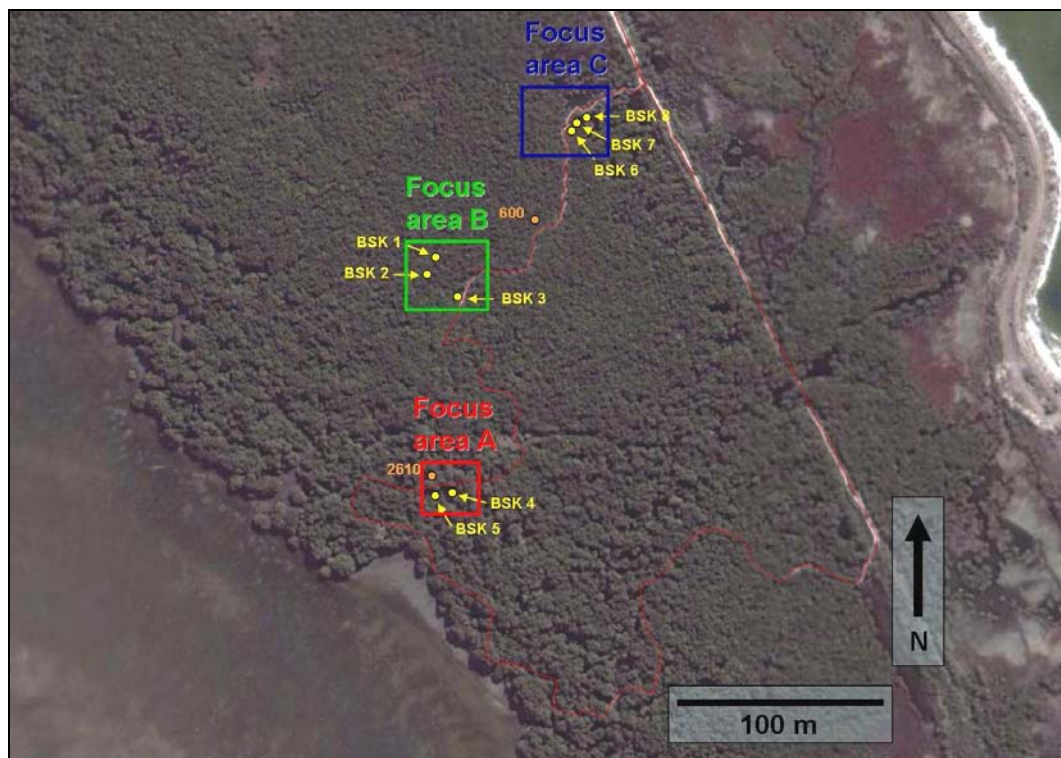 Focus
area C
BSK 8
BSK 7
BSK 6
Focus
area B
600
BSK 1
BSK 2
BSK 3
Focus
area A
2610
BSK 4
BSK 5
N
100 m